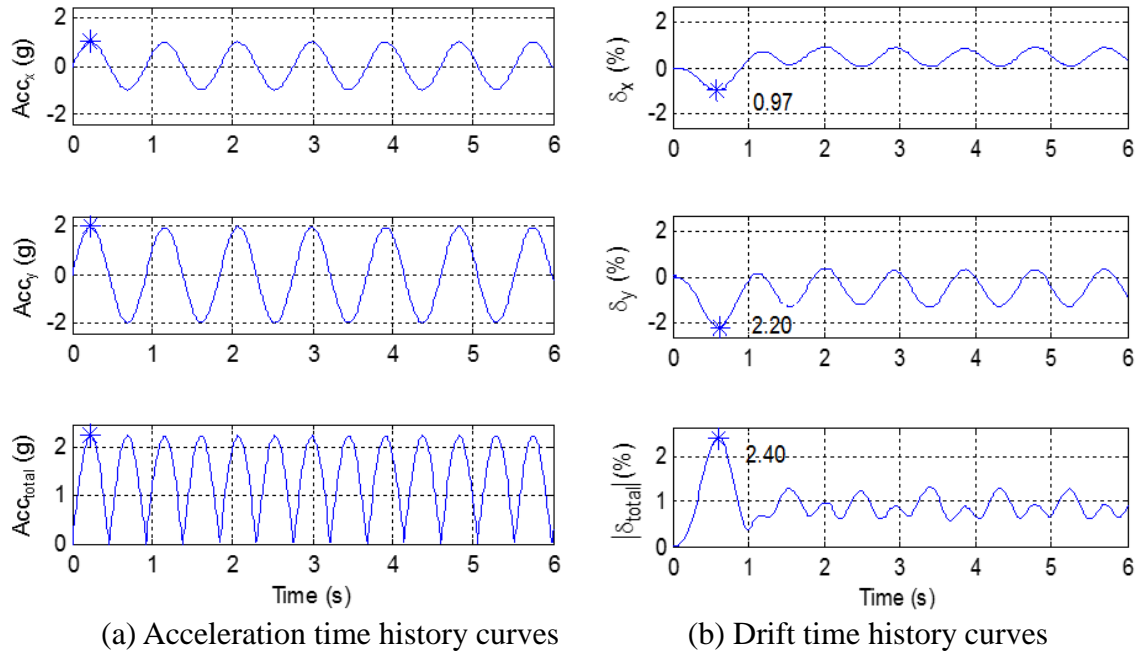 Acc_x (g)
2
0
-2
0 1 2 3 4 5 6
Acc_y (g)
2
0
-2
0 1 2 3 4 5 6
Acc_total (g)
2
1
0
0 1 2 3 4 5 6
Time (s)
(a) Acceleration time history curves
δ_x (%)
2
0
-2
0.97
0 1 2 3 4 5 6
δ_y (%)
2
0
-2
2.20
0 1 2 3 4 5 6
|δ_total| (%)
2
1
0
2.40
0 1 2 3 4 5 6
Time (s)
(b) Drift time history curves